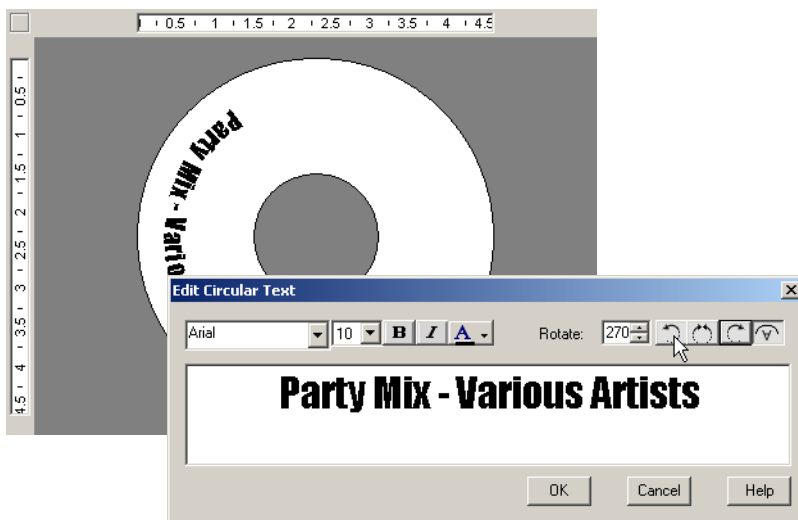 0.5 1 1.5 2 2.5 3 3.5 4 4.5
0.5 1 1.5 2 2.5 3 3.5 4 4.5
Party Mix - Vario
Edit Circular Text
Arial 10 B I A Rotate: 270 A
Party Mix - Various Artists
OK Cancel Help